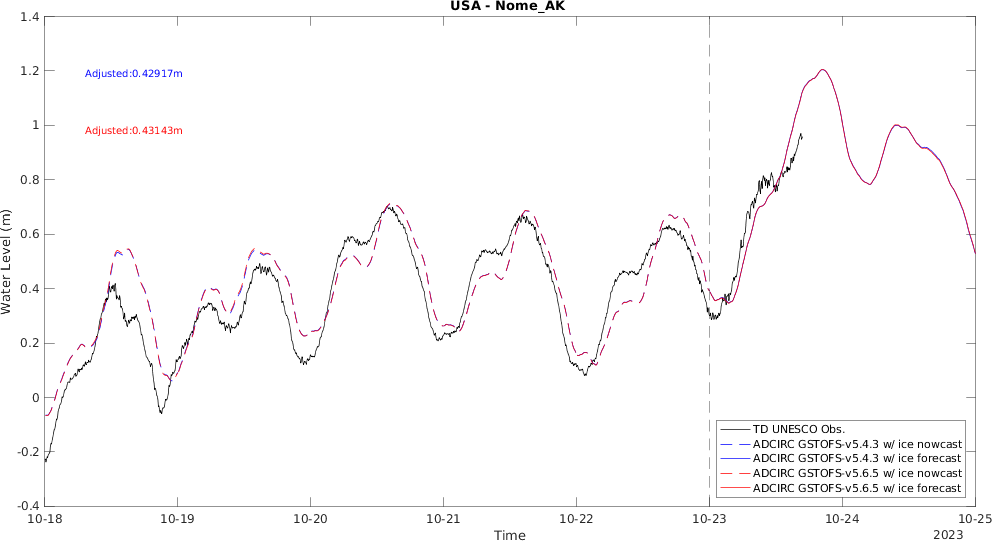 USA - Nome_AK
1.4
1.2
1
0.8
0.6
0.4
0.2
0
-0.2
-0.4
Water Level (m)
Adjusted:0.42917m
Adjusted:0.43143m
TD UNESCO Obs.
ADCIRC GSTOFS-v5.4.3 w/ ice nowcast
ADCIRC GSTOFS-v5.4.3 w/ ice forecast
ADCIRC GSTOFS-v5.6.5 w/ ice nowcast
ADCIRC GSTOFS-v5.6.5 w/ ice forecast
10-18 10-19 10-20 10-21 10-22 10-23 10-24 10-25
Time
2023